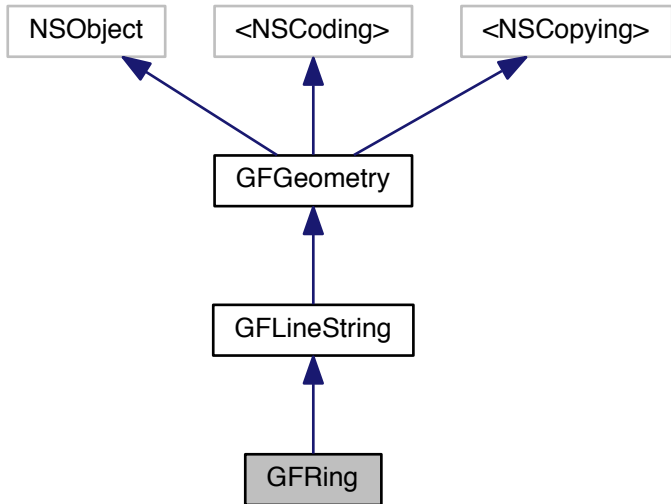 NSObject
<NSCoding>
<NSCopying>
GFGeometry
GFLineString
GFRing